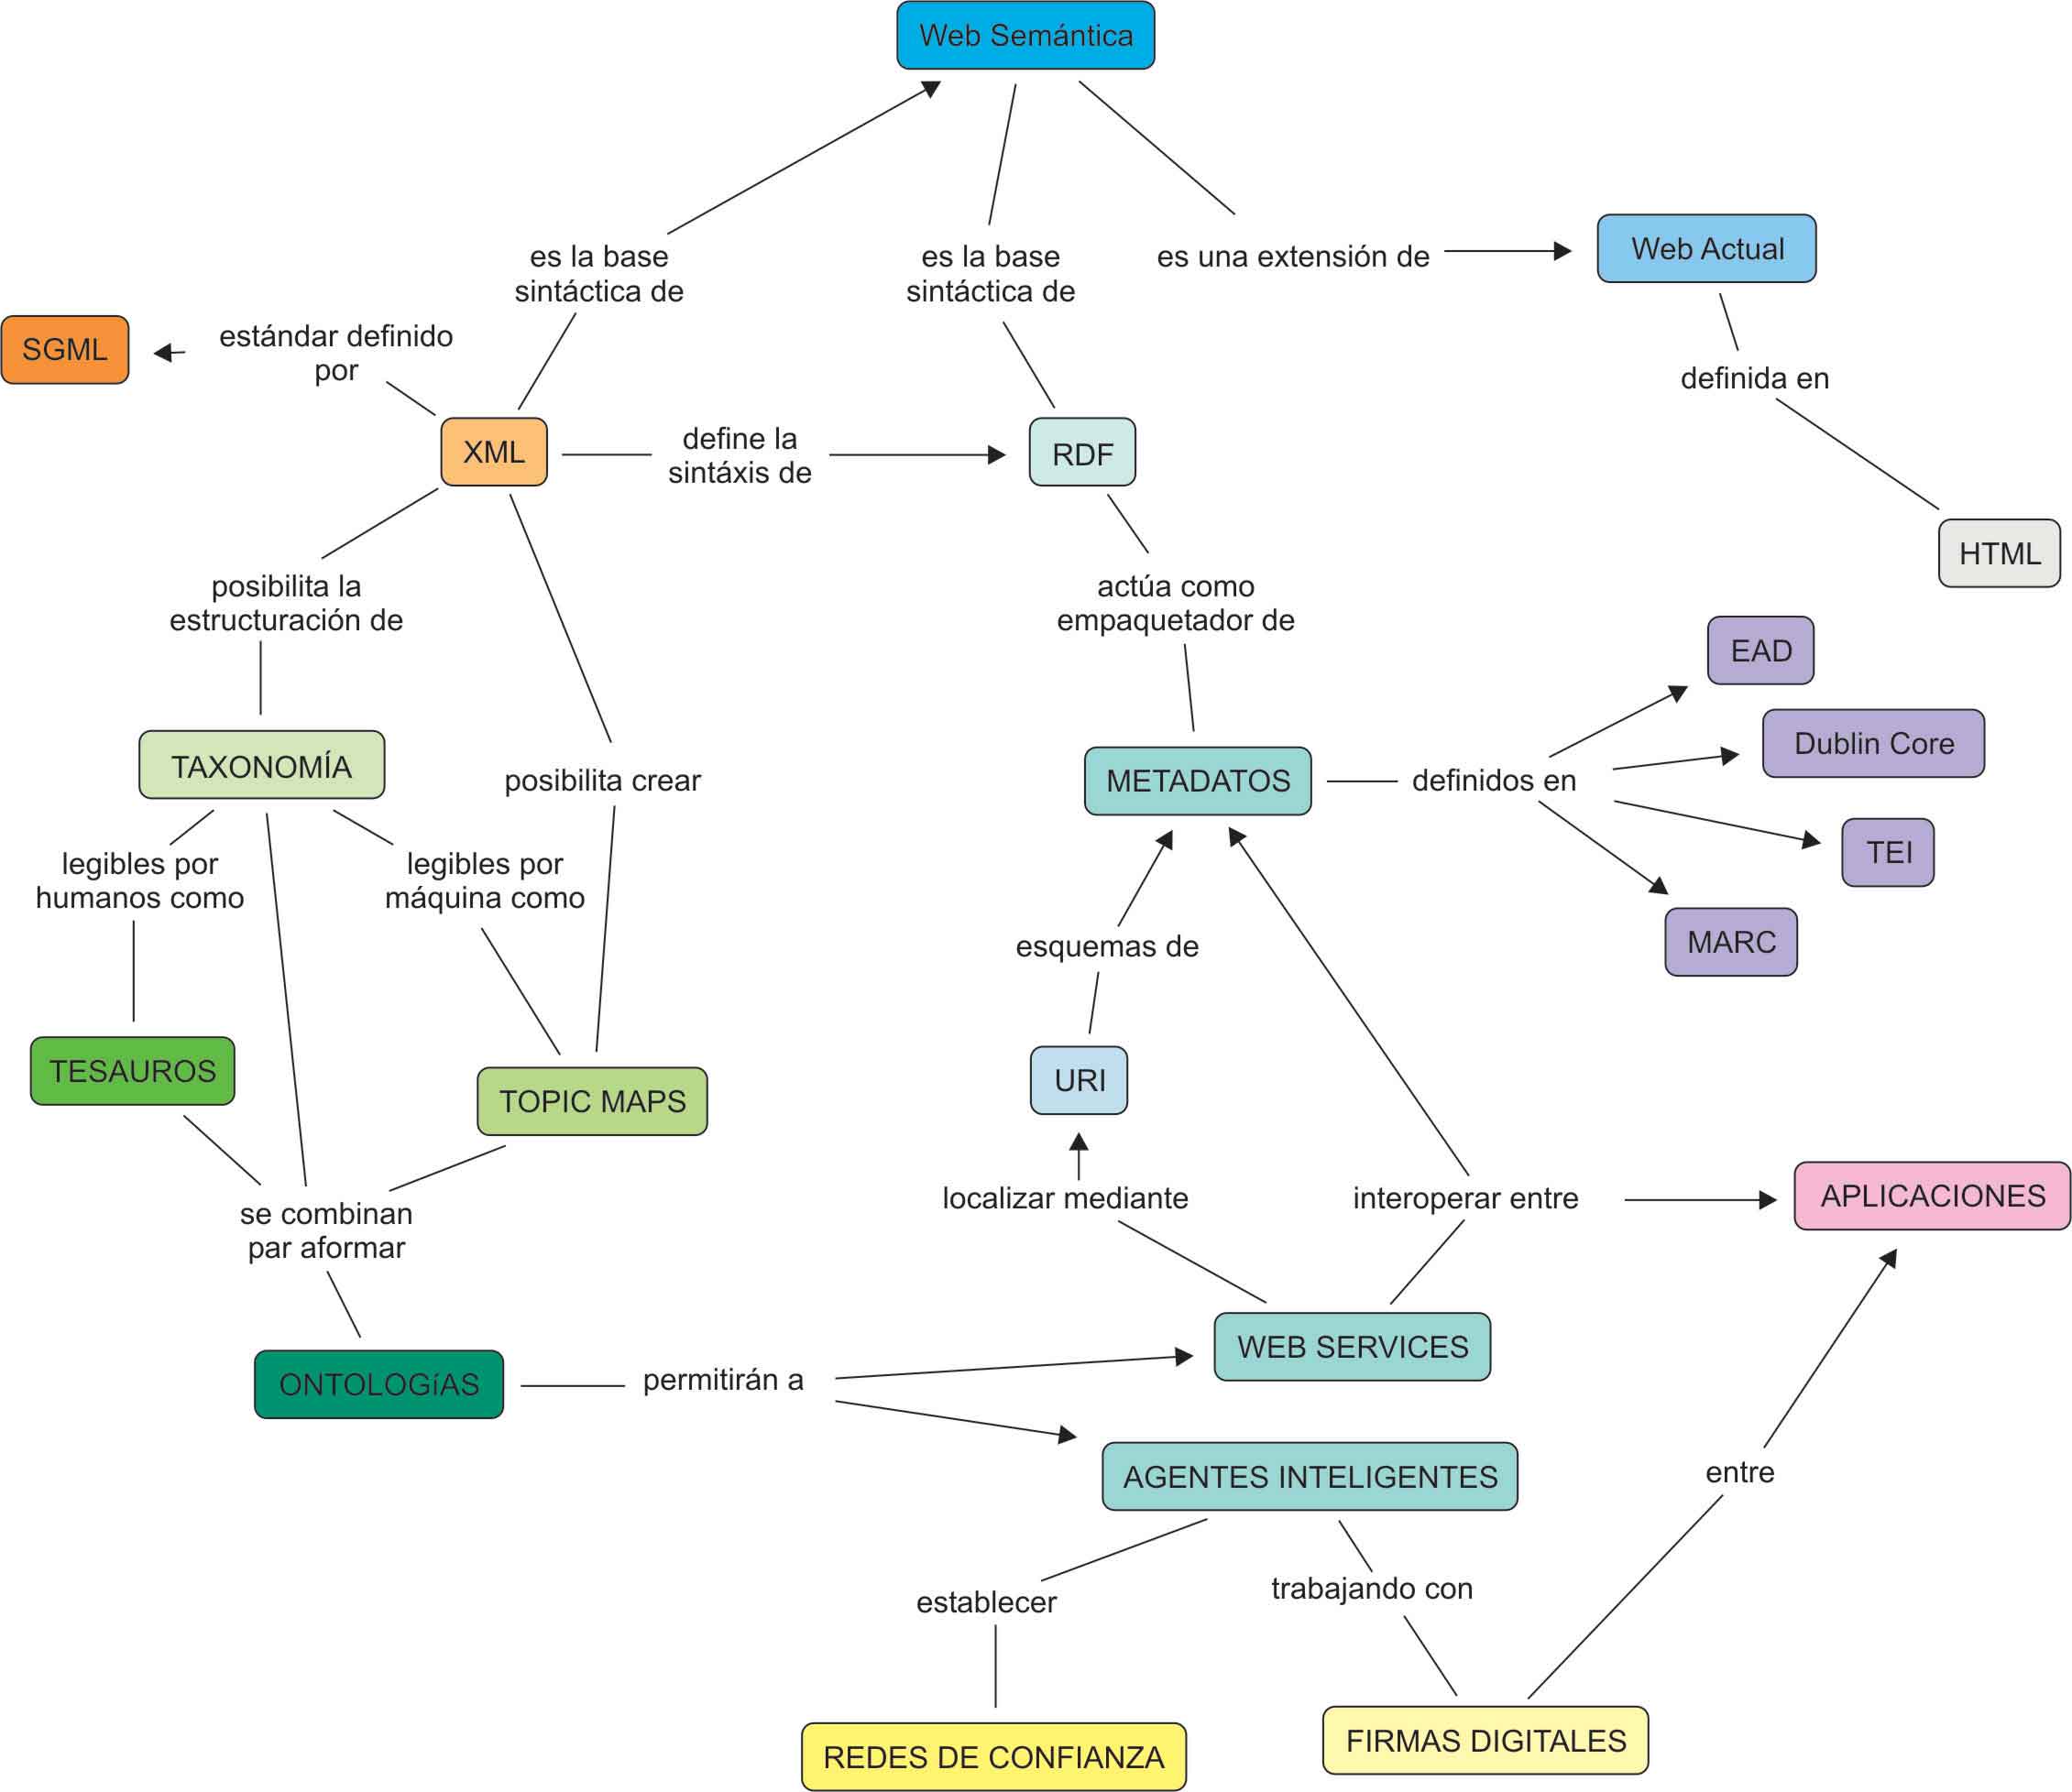 Web Semántica
es la base
sintáctica de
es la base
sintáctica de
es una extensión de
Web Actual
SGML
estándar definido
por
definida en
XML
define la
sintáxis de
RDF
HTML
posibilita la
estructuración de
actúa como
empaquetador de
EAD
Dublin Core
TAXONOMÍA
posibilita crear
METADATOS
definidos en
TEI
legibles por
humanos como
legibles por
máquina como
MARC
esquemas de
TESAUROS
TOPIC MAPS
URI
se combinan
par aformar
localizar mediante
interoperar entre
APLICACIONES
ONTOLOGíAS
permitirán a
WEB SERVICES
AGENTES INTELIGENTES
entre
establecer
trabajando con
REDES DE CONFIANZA
FIRMAS DIGITALES